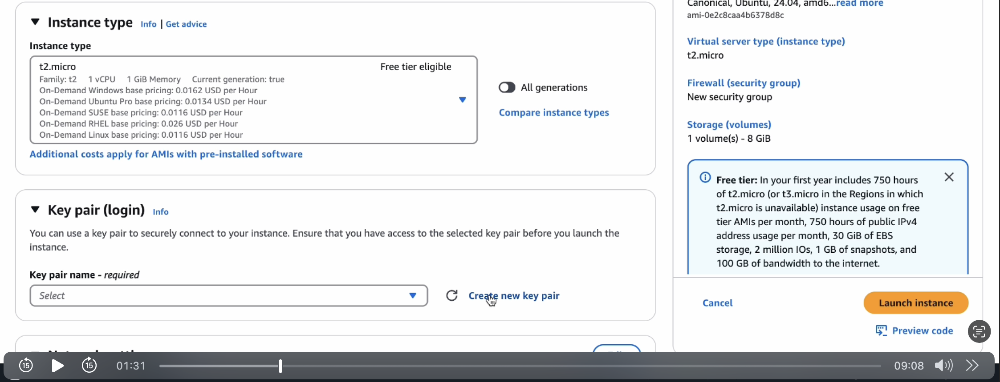 Instance type Info | Get advice
Instance type
t2.micro Free tier eligible
Family: t2 1 vCPU 1 GiB Memory Current generation: true
On-Demand Windows base pricing: 0.0162 USD per Hour
On-Demand Ubuntu Pro base pricing: 0.0134 USD per Hour
On-Demand SUSE base pricing: 0.0116 USD per Hour
On-Demand RHEL base pricing: 0.026 USD per Hour
On-Demand Linux base pricing: 0.0116 USD per Hour
All generations
Compare instance types
Additional costs apply for AMIs with pre-installed software
Key pair (login) Info
You can use a key pair to securely connect to your instance. Ensure that you have access to the selected key pair before you launch the
instance.
Key pair name - required
Select
Create new key pair
Canonical, Ubuntu, 24.04, amd6...read more
ami-0e2c8caa4b6378d8c
Virtual server type (instance type)
t2.micro
Firewall (security group)
New security group
Storage (volumes)
1 volume(s) - 8 GiB
Free tier: In your first year includes 750 hours
of t2.micro (or t3.micro in the Regions in which
t2.micro is unavailable) instance usage on free
tier AMIs per month, 750 hours of public IPv4
address usage per month, 30 GiB of EBS
storage, 2 million IOs, 1 GB of snapshots, and
100 GB of bandwidth to the internet.
Cancel
Launch instance
Preview code
15
15
01:31
09:08